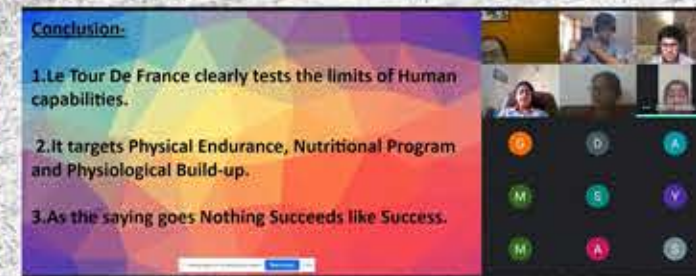 Conclusion-
1.Le Tour De France clearly tests the limits of Human
capabilities.
2.It targets Physical Endurance, Nutritional Program
and Physiological Build-up.
3.As the saying goes Nothing Succeeds like Success.
G D A
M S Y
M A S